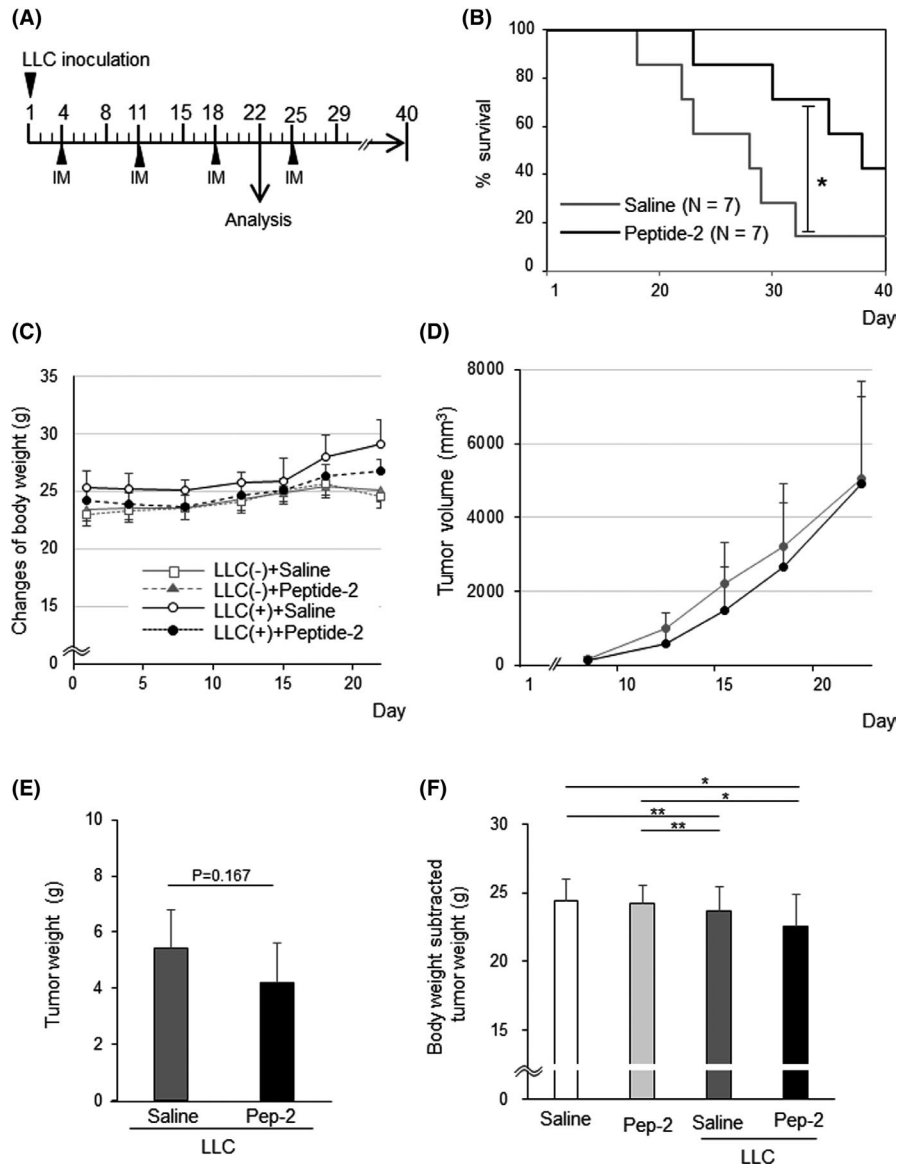 (A)
LLC inoculation
1 4 8 11 15 18 22 25 29 40
IM IM IM IM
Analysis
(B)
% survival
100
80
60
40
20
0
Saline (N = 7)
Peptide-2 (N = 7)
*
1 20 30 40
Day
(C)
Changes of body weight (g)
35
30
25
20
15
0
LLC(-)+Saline
LLC(-)+Peptide-2
LLC(+)+Saline
LLC(+)+Peptide-2
0 5 10 15 20
Day
(D)
Tumor volume (mm³)
8000
6000
4000
2000
0
1 10 15 20
Day
(E)
Tumor weight (g)
10
8
6
4
2
0
P=0.167
Saline Pep-2
LLC
(F)
Body weight subtracted
tumor weight (g)
30
25
20
0
*
*
**
**
Saline Pep-2 Saline Pep-2
LLC